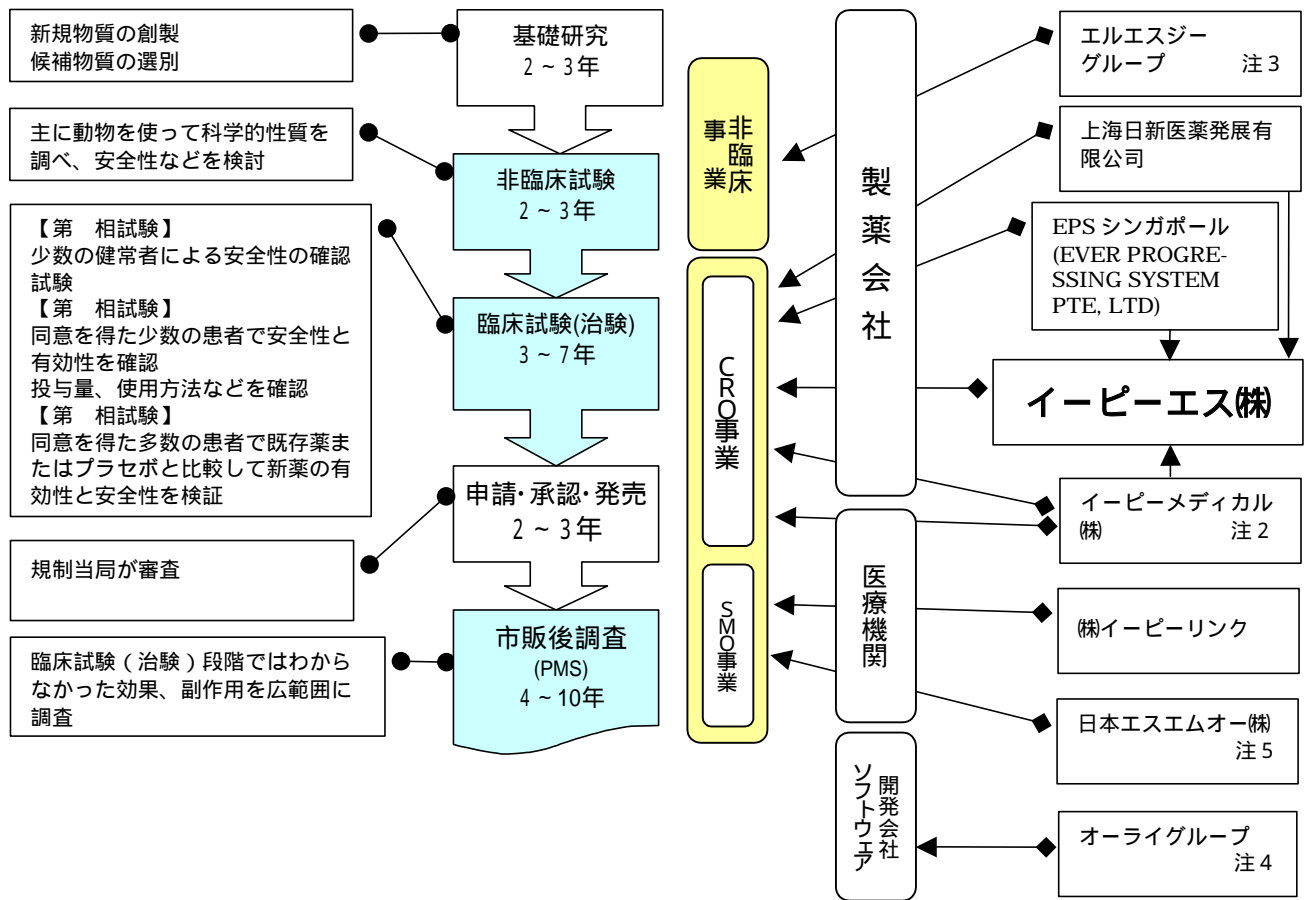 新規物質の創製
候補物質の選別
主に動物を使って科学的性質を
調べ、安全性などを検討
【第　相試験】
少数の健常者による安全性の確認
試験
【第　相試験】
同意を得た少数の患者で安全性と
有効性を確認
投与量、使用方法などを確認
【第　相試験】
同意を得た多数の患者で既存薬ま
たはプラセボと比較して新薬の有
効性と安全性を検証
規制当局が審査
臨床試験（治験）段階ではわから
なかった効果、副作用を広範囲に
調査
基礎研究
2～3年
非臨床試験
2～3年
臨床試験(治験)
3～7年
申請・承認・発売
2～3年
市販後調査
(PMS)
4～10年
非臨床
事業
CRO事業
SMO事業
製薬会社
医療機関
開発会社
ソフトウェア
エルエスジー
グループ　注3
上海日新医薬発展有
限公司
EPS シンガポール
(EVER PROGRE-
SSING SYSTEM
PTE, LTD)
イーピーエス㈱
イーピーメディカル
㈱　注2
㈱イーピーリンク
日本エスエムオー㈱
注5
オーライグループ
注4